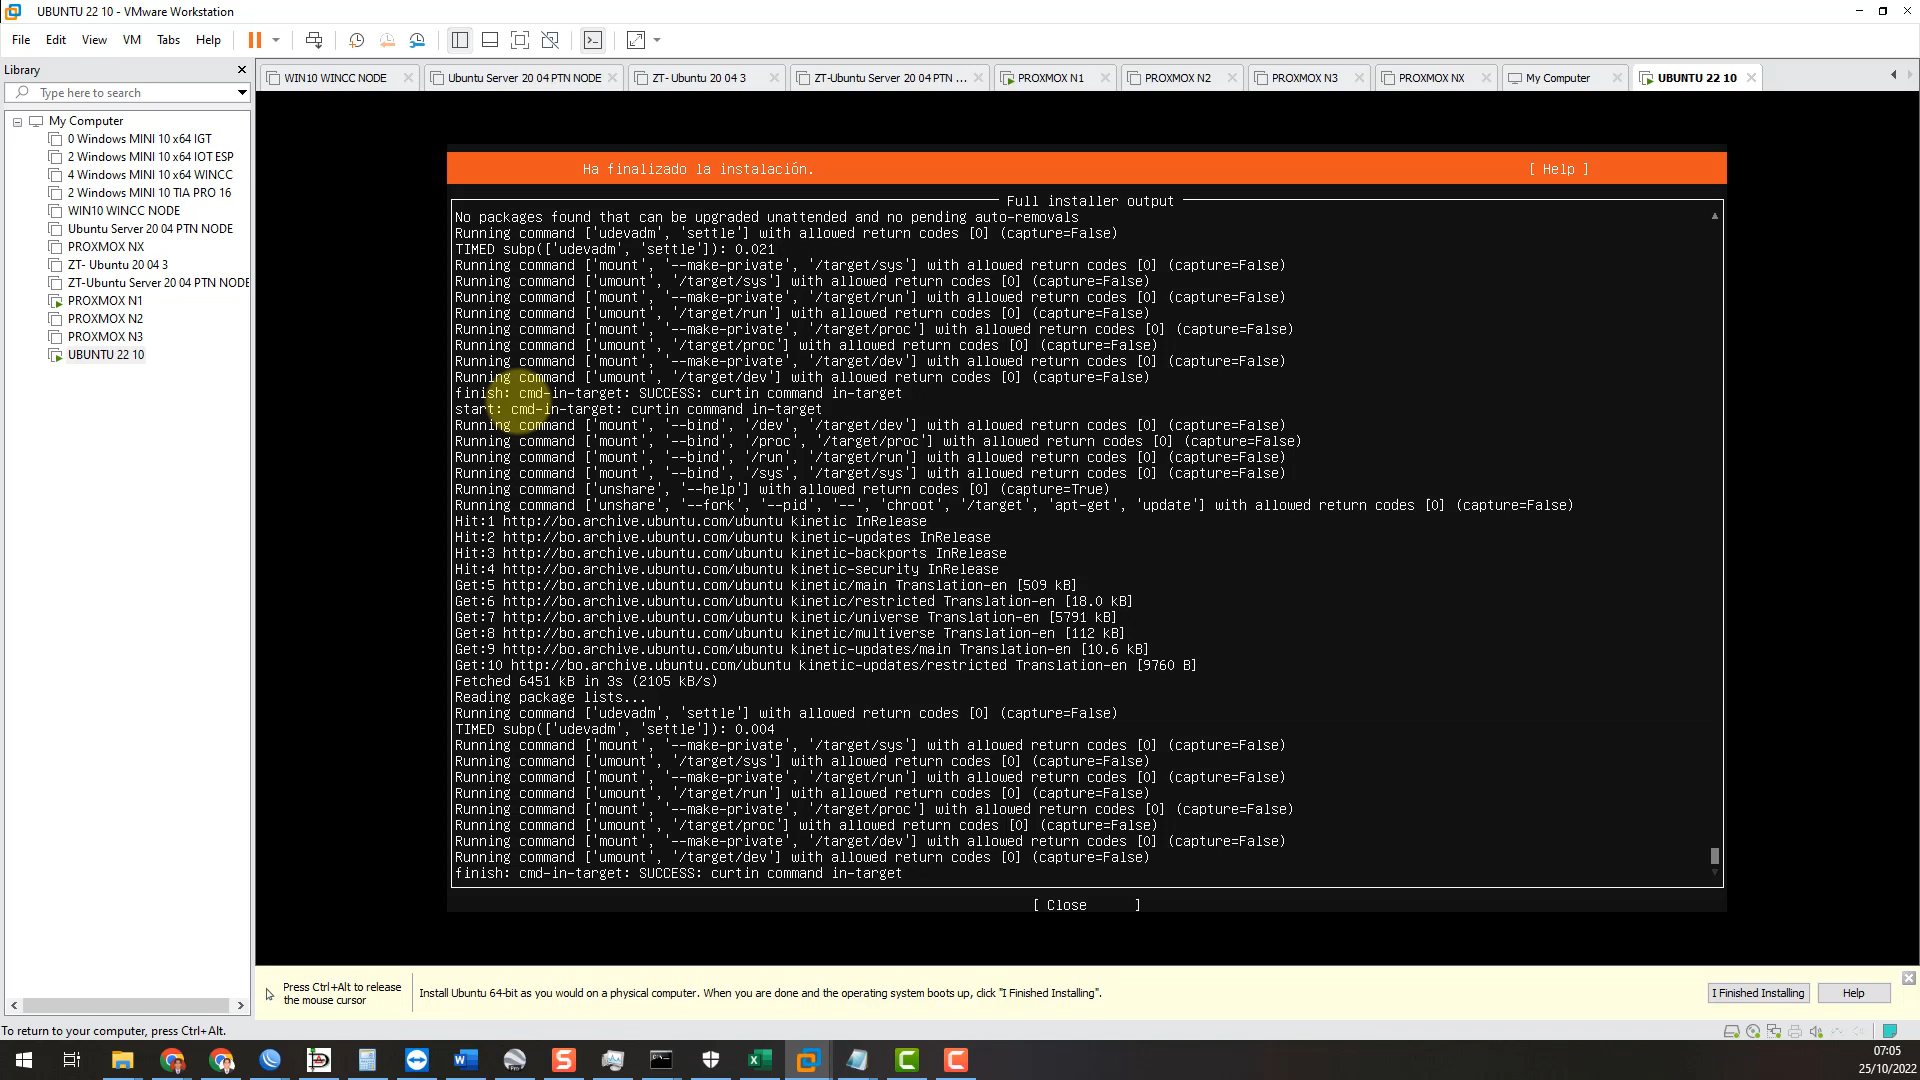 UBUNTU 22 10 - VMware Workstation
File Edit View VM Tabs Help
Library
Type here to search
My Computer
0 Windows MINI 10 x64 IGT
2 Windows MINI 10 x64 IOT ESP
4 Windows MINI 10 x64 WINCC
2 Windows MINI 10 TIA PRO 16
WIN10 WINCC NODE
Ubuntu Server 20 04 PTN NODE
PROXMOX NX
ZT- Ubuntu 20 04 3
ZT-Ubuntu Server 20 04 PTN NODE
PROXMOX N1
PROXMOX N2
PROXMOX N3
UBUNTU 22 10
WIN10 WINCC NODE Ubuntu Server 20 04 PTN NODE ZT- Ubuntu 20 04 3 ZT-Ubuntu Server 20 04 PTN ... PROXMOX N1 PROXMOX N2 PROXMOX N3 PROXMOX NX My Computer UBUNTU 22 10
Ha finalizado la instalación. [ Help ]
Full installer output
No packages found that can be upgraded unattended and no pending auto-removals
Running command ['udevadm', 'settle'] with allowed return codes [0] (capture=False)
TIMED subp(['udevadm', 'settle']): 0.021
Running command ['mount', '--make-private', '/target/sys'] with allowed return codes [0] (capture=False)
Running command ['umount', '/target/sys'] with allowed return codes [0] (capture=False)
Running command ['mount', '--make-private', '/target/run'] with allowed return codes [0] (capture=False)
Running command ['umount', '/target/run'] with allowed return codes [0] (capture=False)
Running command ['mount', '--make-private', '/target/proc'] with allowed return codes [0] (capture=False)
Running command ['umount', '/target/proc'] with allowed return codes [0] (capture=False)
Running command ['mount', '--make-private', '/target/dev'] with allowed return codes [0] (capture=False)
Running command ['umount', '/target/dev'] with allowed return codes [0] (capture=False)
finish: cmd-in-target: SUCCESS: curtin command in-target
start: cmd-in-target: curtin command in-target
Running command ['mount', '--bind', '/dev', '/target/dev'] with allowed return codes [0] (capture=False)
Running command ['mount', '--bind', '/proc', '/target/proc'] with allowed return codes [0] (capture=False)
Running command ['mount', '--bind', '/run', '/target/run'] with allowed return codes [0] (capture=False)
Running command ['mount', '--bind', '/sys', '/target/sys'] with allowed return codes [0] (capture=False)
Running command ['unshare', '--help'] with allowed return codes [0] (capture=True)
Running command ['unshare', '--fork', '--pid', '--', 'chroot', '/target', 'apt-get', 'update'] with allowed return codes [0] (capture=False)
Hit:1 http://bo.archive.ubuntu.com/ubuntu kinetic InRelease
Hit:2 http://bo.archive.ubuntu.com/ubuntu kinetic-updates InRelease
Hit:3 http://bo.archive.ubuntu.com/ubuntu kinetic-backports InRelease
Hit:4 http://bo.archive.ubuntu.com/ubuntu kinetic-security InRelease
Get:5 http://bo.archive.ubuntu.com/ubuntu kinetic/main Translation-en [509 kB]
Get:6 http://bo.archive.ubuntu.com/ubuntu kinetic/restricted Translation-en [18.0 kB]
Get:7 http://bo.archive.ubuntu.com/ubuntu kinetic/universe Translation-en [5791 kB]
Get:8 http://bo.archive.ubuntu.com/ubuntu kinetic/multiverse Translation-en [112 kB]
Get:9 http://bo.archive.ubuntu.com/ubuntu kinetic-updates/main Translation-en [10.6 kB]
Get:10 http://bo.archive.ubuntu.com/ubuntu kinetic-updates/restricted Translation-en [9760 B]
Fetched 6451 kB in 3s (2105 kB/s)
Reading package lists...
Running command ['udevadm', 'settle'] with allowed return codes [0] (capture=False)
TIMED subp(['udevadm', 'settle']): 0.004
Running command ['mount', '--make-private', '/target/sys'] with allowed return codes [0] (capture=False)
Running command ['umount', '/target/sys'] with allowed return codes [0] (capture=False)
Running command ['mount', '--make-private', '/target/run'] with allowed return codes [0] (capture=False)
Running command ['umount', '/target/run'] with allowed return codes [0] (capture=False)
Running command ['mount', '--make-private', '/target/proc'] with allowed return codes [0] (capture=False)
Running command ['umount', '/target/proc'] with allowed return codes [0] (capture=False)
Running command ['mount', '--make-private', '/target/dev'] with allowed return codes [0] (capture=False)
Running command ['umount', '/target/dev'] with allowed return codes [0] (capture=False)
finish: cmd-in-target: SUCCESS: curtin command in-target
[ Close ]
Press Ctrl+Alt to release
the mouse cursor
Install Ubuntu 64-bit as you would on a physical computer. When you are done and the operating system boots up, click "I Finished Installing".
I Finished Installing Help
To return to your computer, press Ctrl+Alt.
07:05
25/10/2022